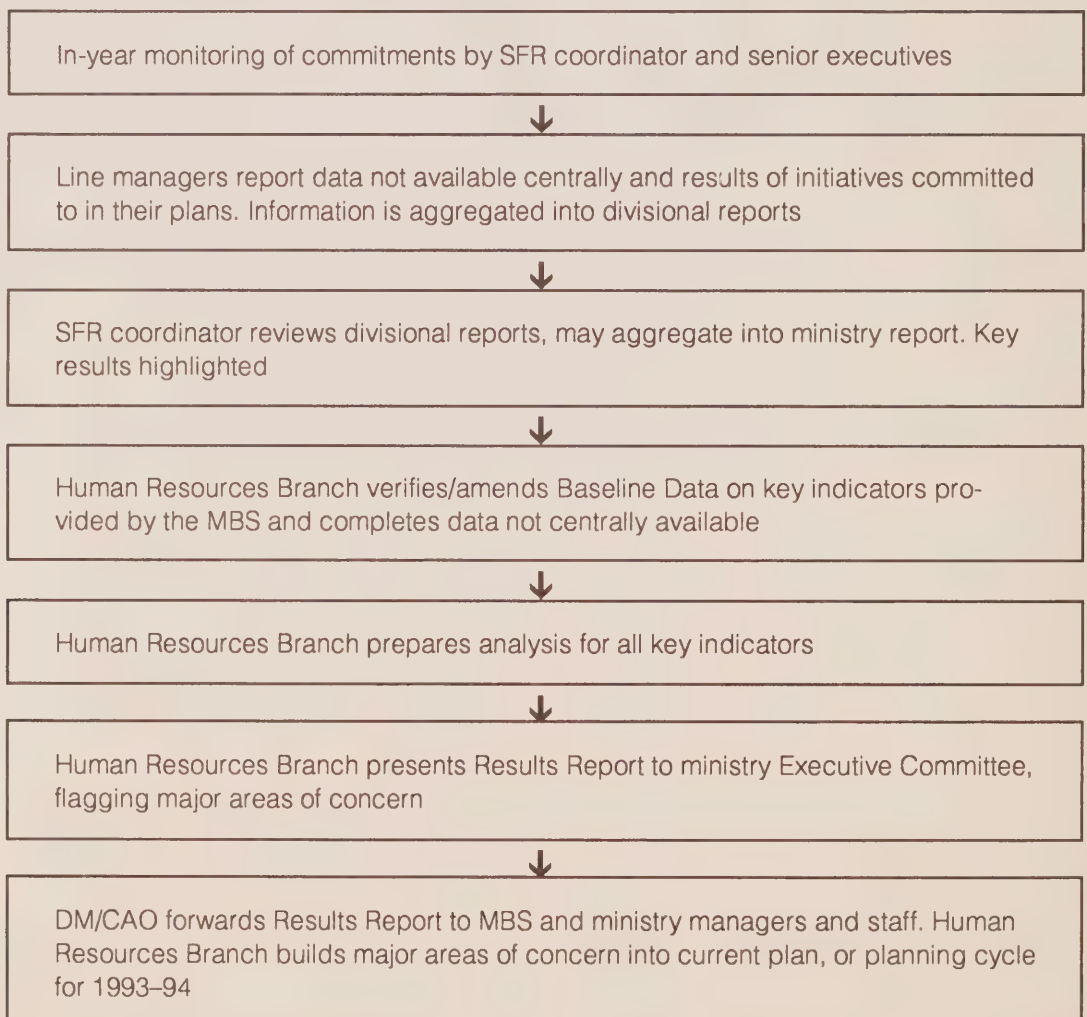 In-year monitoring of commitments by SFR coordinator and senior executives
Line managers report data not available centrally and results of initiatives committed
to in their plans. Information is aggregated into divisional reports
SFR coordinator reviews divisional reports, may aggregate into ministry report. Key
results highlighted
Human Resources Branch verifies/amends Baseline Data on key indicators pro-
vided by the MBS and completes data not centrally available
Human Resources Branch prepares analysis for all key indicators
Human Resources Branch presents Results Report to ministry Executive Committee,
flagging major areas of concern
DM/CAO forwards Results Report to MBS and ministry managers and staff. Human
Resources Branch builds major areas of concern into current plan, or planning cycle
for 1993–94